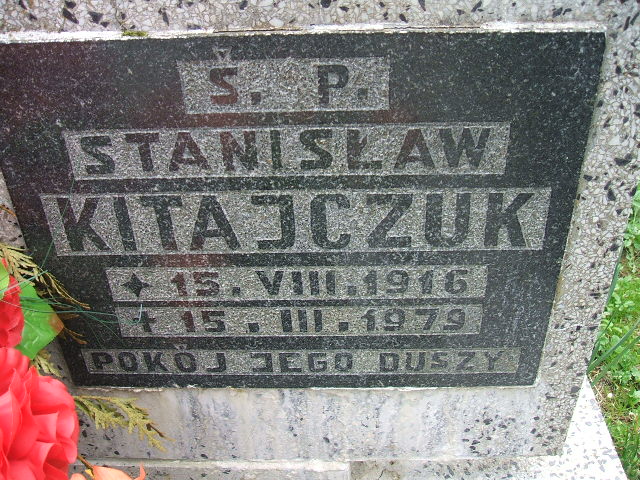 Ś. P.
STANISŁAW
KITAJCZUK
✦ 15. VIII. 1916
✝ 15. III. 1979
POKÓJ JEGO DUSZY